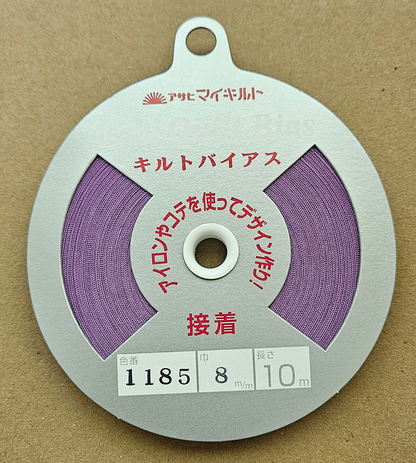 アサヒマイキルト
キルトバイアス
アイロンやコテを使ってデザイン作り!
接着
色番 巾 長さ
1185 8 m/m 10m